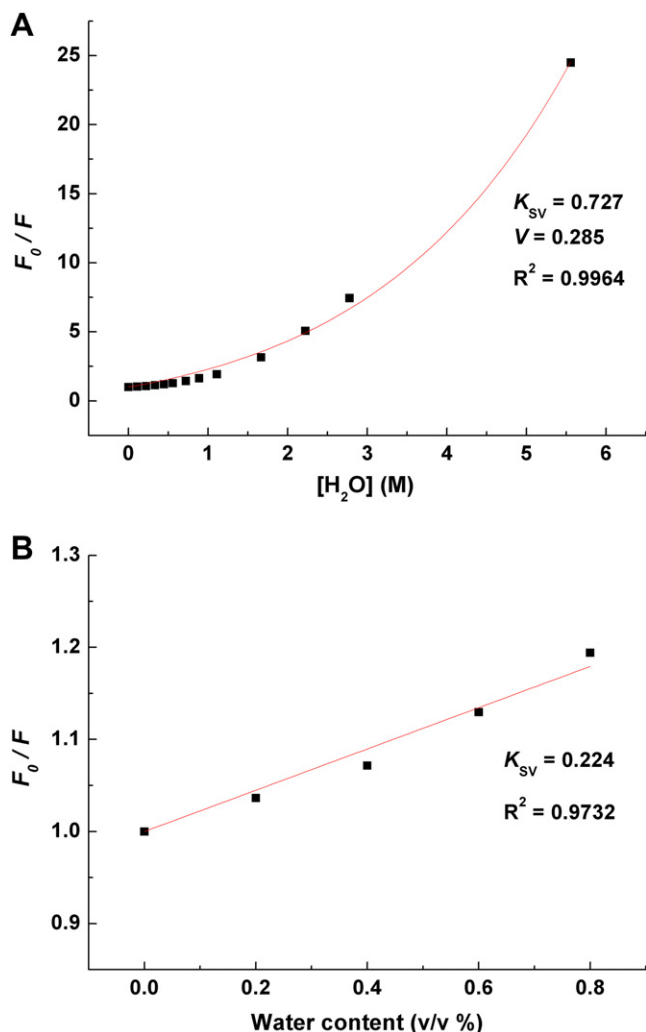 A
25
20
15
10
5
0
F₀ / F
K_SV = 0.727
V = 0.285
R² = 0.9964
0 1 2 3 4 5 6
[H₂O] (M)
B
1.3
1.2
1.1
1.0
0.9
F₀ / F
K_SV = 0.224
R² = 0.9732
0.0 0.2 0.4 0.6 0.8
Water content (v/v %)